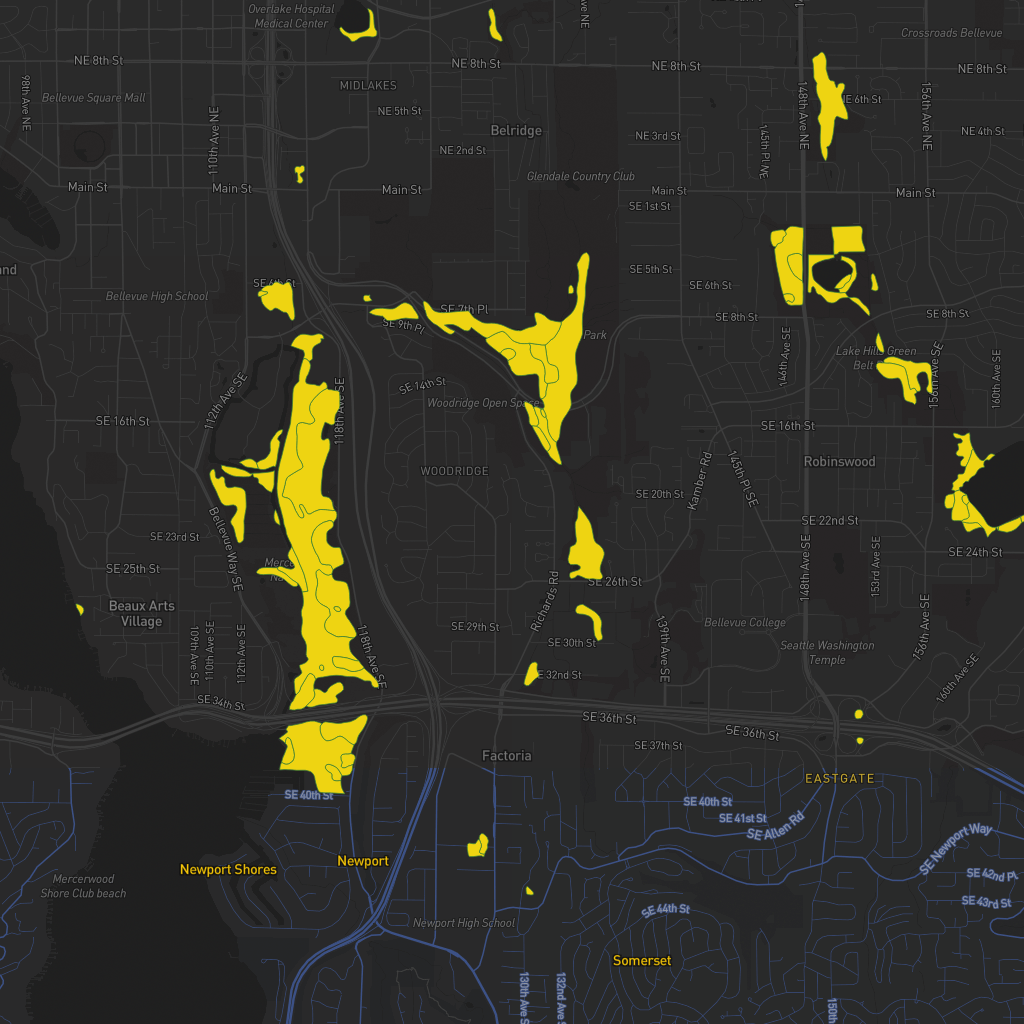 Overlake Hospital
Medical Center
NE 8th St
NE 8th St
NE 8th St
NE 8th St
Crossroads Bellevue
98th Ave NE
Bellevue Square Mall
MIDLAKES
110th Ave NE
NE 5th St
Belridge
NE 2nd St
NE 3rd St
145th Pl NE
148th Ave NE
NE 6th St
156th Ave NE
NE 4th St
Main St
Main St
Main St
Glendale Country Club
Main St
Main St
SE 1st St
SE 5th St
SE 6th St
SE 8th St
SE 8th St
Bellevue High School
SE 7th Pl
SE 9th Pl
Park
146th Ave SE
Lake Hills Green
Belt
156th Ave SE
160th Ave SE
112th Ave SE
118th Ave SE
SE 14th St
Woodridge Open Space
SE 16th St
SE 16th St
WOODRIDGE
Kamber Rd
145th Pl SE
Robinswood
SE 20th St
SE 22nd St
SE 24th St
Bellevue Way SE
SE 23rd St
SE 25th St
SE 26th St
Richards Rd
148th Ave SE
153rd Ave SE
Beaux Arts
Village
109th Ave SE
110th Ave SE
112th Ave SE
118th Ave SE
SE 29th St
SE 30th St
SE 32nd St
139th Ave SE
Bellevue College
Seattle Washington
Temple
156th Ave SE
160th Ave SE
SE 34th St
SE 36th St
SE 36th St
SE 37th St
Factoria
EASTGATE
SE 40th St
SE 40th St
SE 41st St
SE Allen Rd
SE Newport Way
SE 42nd Pl
SE 43rd St
Newport Shores
Newport
Mercerwood
Shore Club beach
Newport High School
SE 44th St
Somerset
130th Ave S
132nd Ave S
150th